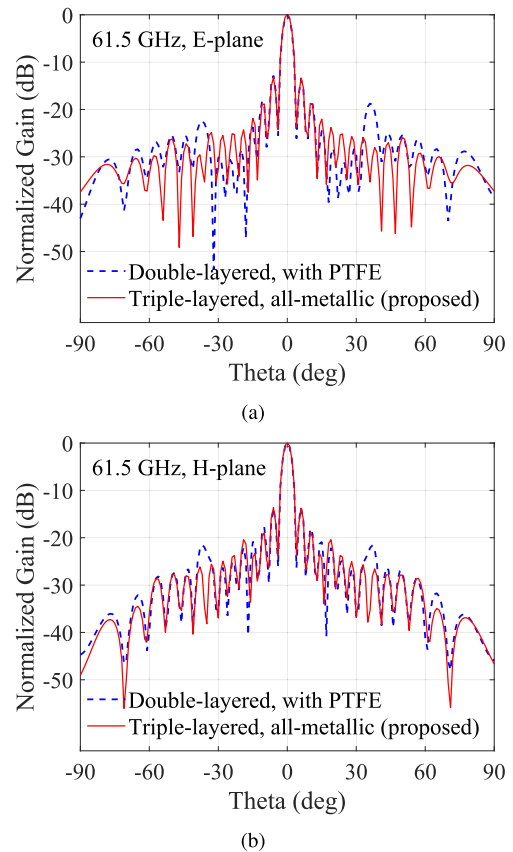 0
-10
-20
-30
-40
-50
Normalized Gain (dB)
61.5 GHz, E-plane
Double-layered, with PTFE
Triple-layered, all-metallic (proposed)
-90 -60 -30 0 30 60 90
Theta (deg)
(a)
0
-10
-20
-30
-40
-50
Normalized Gain (dB)
61.5 GHz, H-plane
Double-layered, with PTFE
Triple-layered, all-metallic (proposed)
-90 -60 -30 0 30 60 90
Theta (deg)
(b)